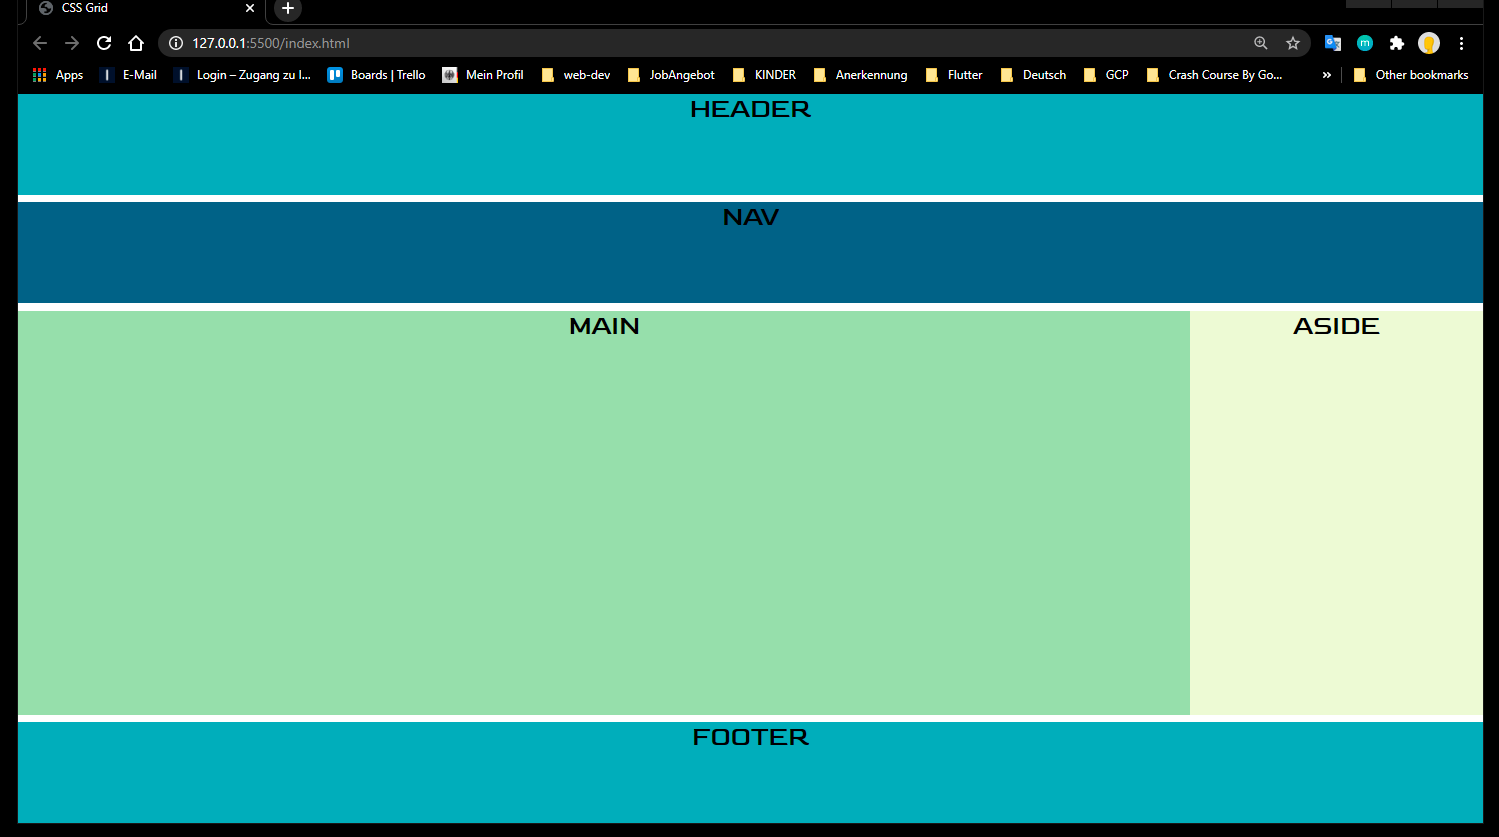 CSS Grid
127.0.0.1:5500/index.html
Apps E-Mail Login – Zugang zu I... Boards | Trello Mein Profil web-dev JobAngebot KINDER Anerkennung Flutter Deutsch GCP Crash Course By Go... » Other bookmarks
HEADER
NAV
MAIN ASIDE
FOOTER